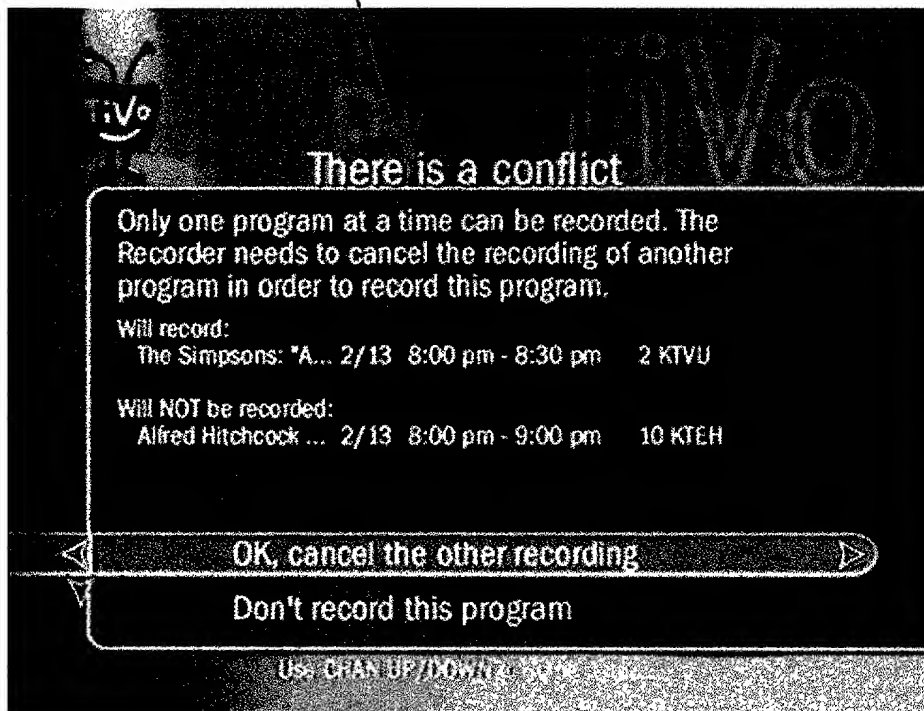 TiVo
TiVo
There is a conflict
Only one program at a time can be recorded. The
Recorder needs to cancel the recording of another
program in order to record this program.
Will record:
The Simpsons: "A... 2/13 8:00 pm - 8:30 pm 2 KTVU
Will NOT be recorded:
Alfred Hitchcock ... 2/13 8:00 pm - 9:00 pm 10 KTEH
OK, cancel the other recording
Don't record this program
Use CHAN UP/DOWN